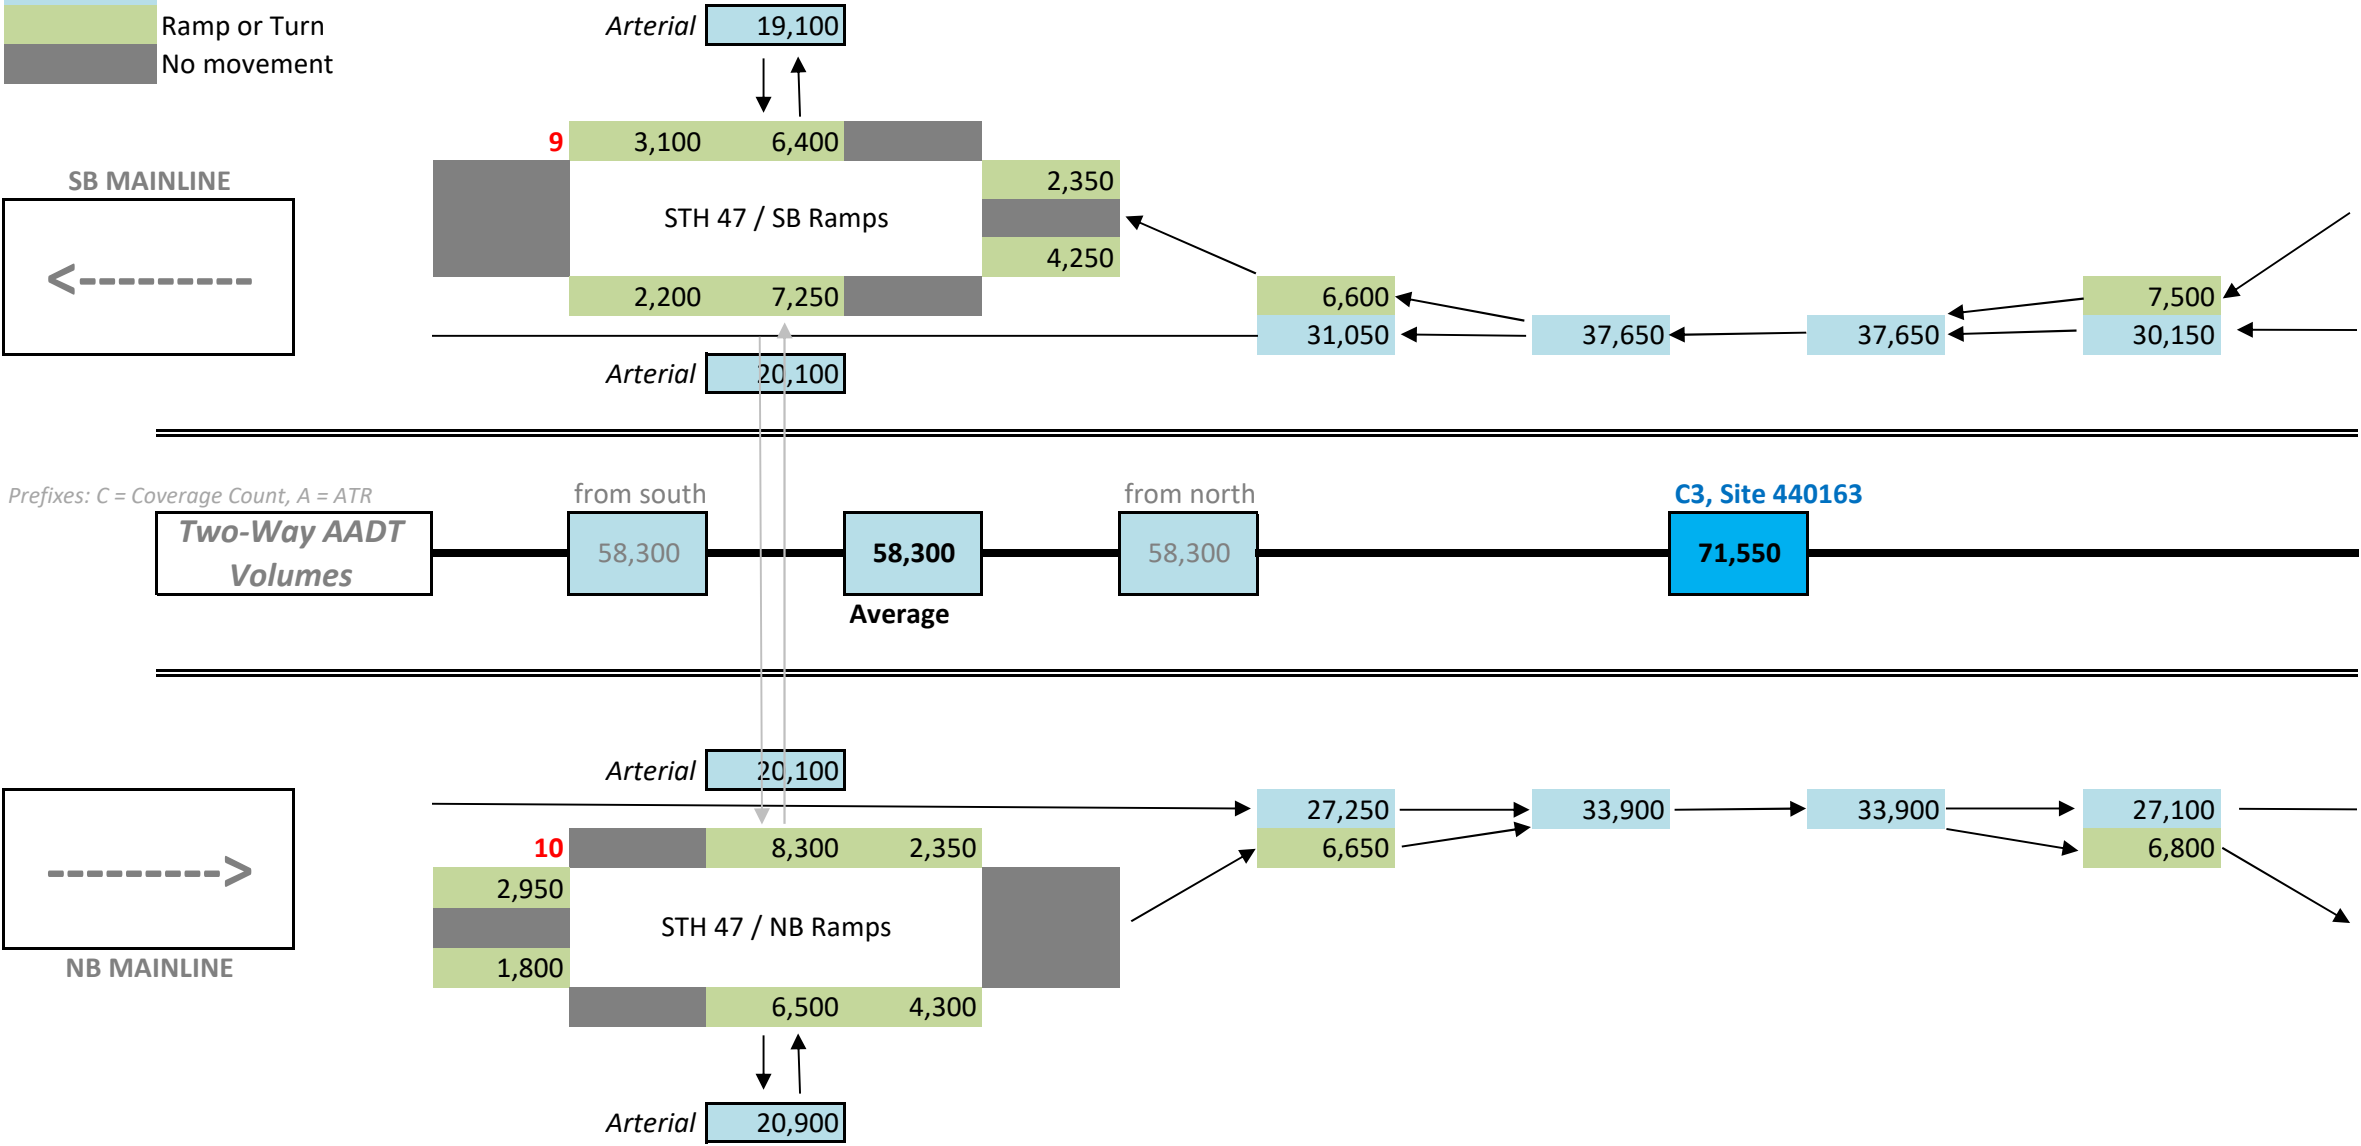 Ramp or Turn
No movement
Arterial 19,100
9 3,100 6,400
SB MAINLINE
2,350
STH 47 / SB Ramps
4,250
<---------
2,200 7,250
6,600
7,500
31,050
37,650
37,650
30,150
Arterial 20,100
Prefixes: C = Coverage Count, A = ATR
from south
from north
C3, Site 440163
Two-Way AADT
Volumes
58,300
58,300
58,300
71,550
Average
Arterial 20,100
27,250
33,900
33,900
27,100
10 8,300 2,350
6,650
6,800
--------->
2,950
STH 47 / NB Ramps
NB MAINLINE
1,800
6,500 4,300
Arterial 20,900